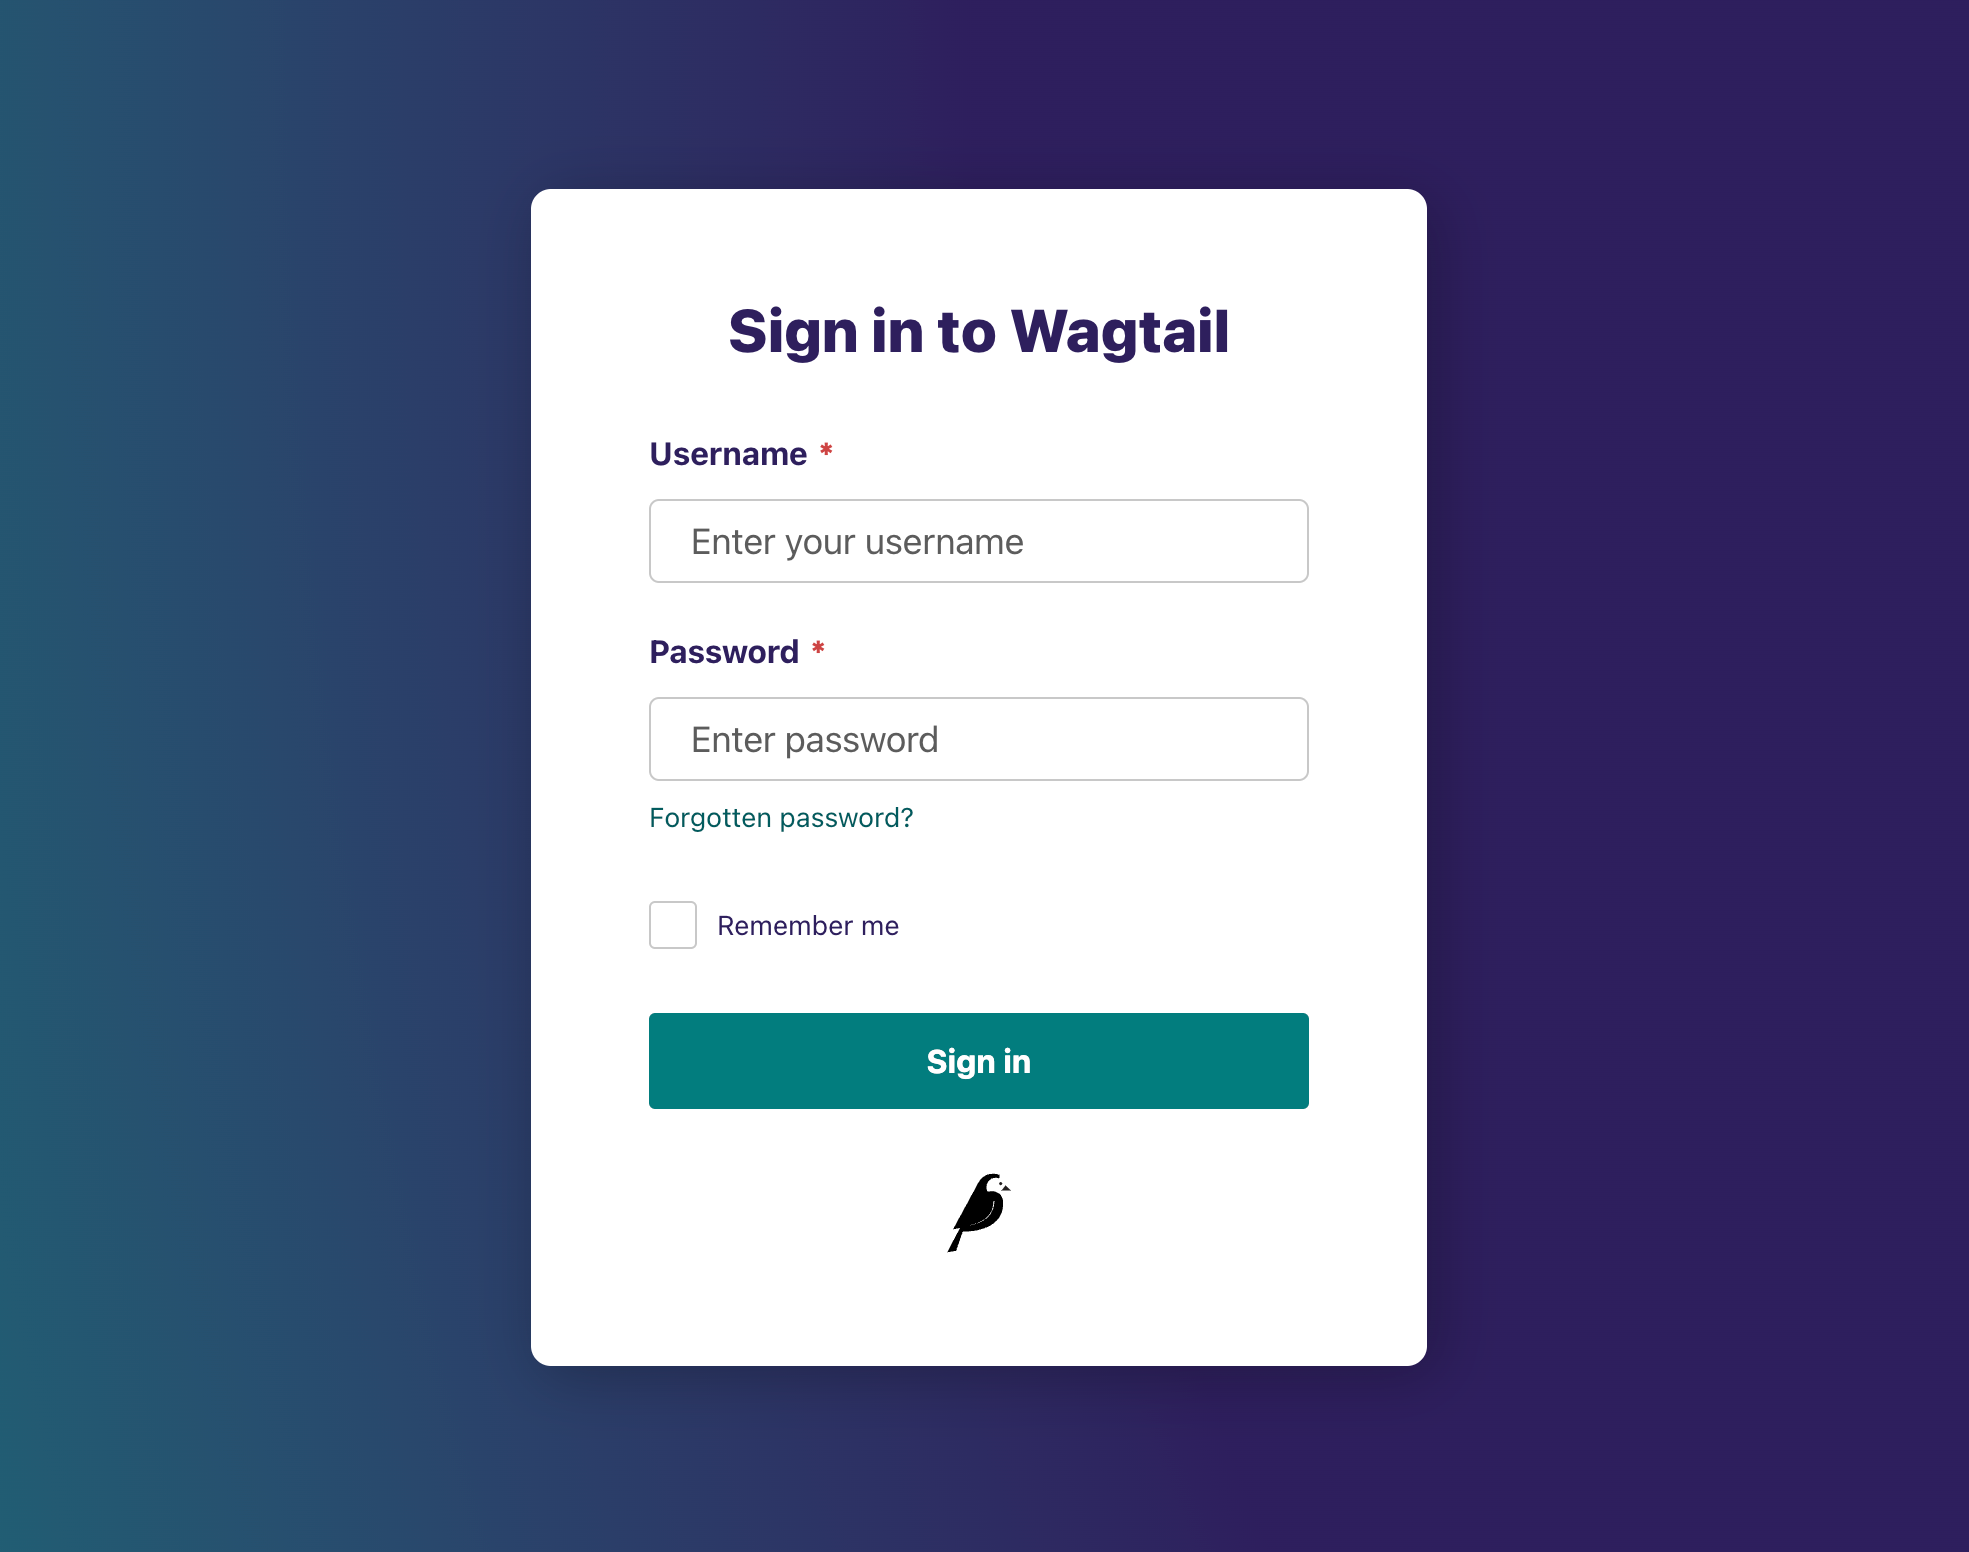 Sign in to Wagtail
Username *
Enter your username
Password *
Enter password
Forgotten password?
Remember me
Sign in